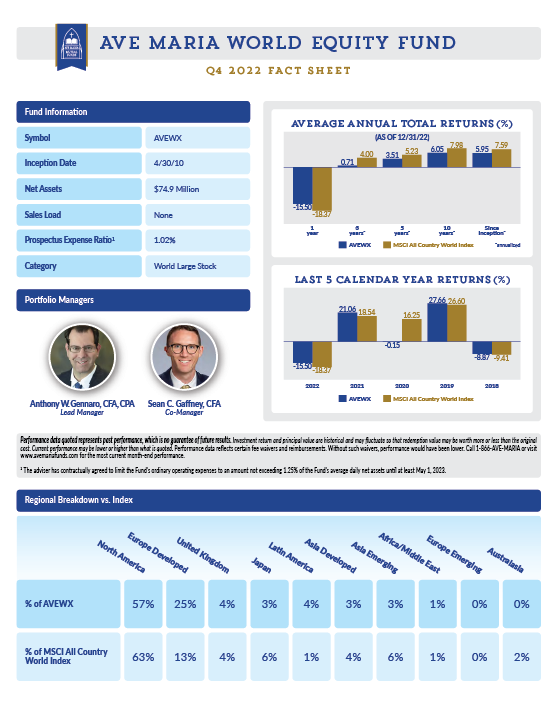 AVE MARIA WORLD EQUITY FUND
Q4 2022 FACT SHEET
Fund Information
Symbol AVEWX
Inception Date 4/30/10
Net Assets $74.9 Million
Sales Load None
Prospectus Expense Ratio¹ 1.02%
Category World Large Stock
Portfolio Managers
Anthony W.Gennaro, CFA, CPA
Lead Manager
Sean C. Gaffney, CFA
Co-Manager
AVERAGE ANNUAL TOTAL RETURNS (%)
(AS OF 12/31/22)
0.71 4.00 3.51 5.23 6.05 7.98 5.95 7.59
-15.50 -18.37
1 year
5 years*
10 years*
Since Inception*
AVEWX MSCI All Country World Index *annualized
LAST 5 CALENDAR YEAR RETURNS (%)
21.06 18.54 16.25 27.66 26.60
-0.15
-15.50 -18.37 -8.87 -9.41
2022 2021 2020 2019 2018
AVEWX MSCI All Country World Index
Performance data quoted represents past performance, which is no guarantee of future results. Investment return and principal value are historical and may fluctuate so that redemption value may be worth more or less than the original
cost. Current performance may be lower or higher than what is quoted. Performance data reflects certain fee waivers and reimbursements. Without such waivers, performance would have been lower. Call 1-866-AVE-MARIA or visit
www.avemariafunds.com for the most current month-end performance.
¹ The adviser has contractually agreed to limit the Fund's ordinary operating expenses to an amount not exceeding 1.25% of the Fund's average daily net assets until at least May 1, 2023.
Regional Breakdown vs. Index
North America
Europe Developed
United Kingdom
Japan
Latin America
Asia Developed
Asia Emerging
Africa/Middle East
Europe Emerging
Australasia
% of AVEWX 57% 25% 4% 3% 4% 3% 3% 1% 0% 0%
% of MSCI All Country
World Index 63% 13% 4% 6% 1% 4% 6% 1% 0% 2%